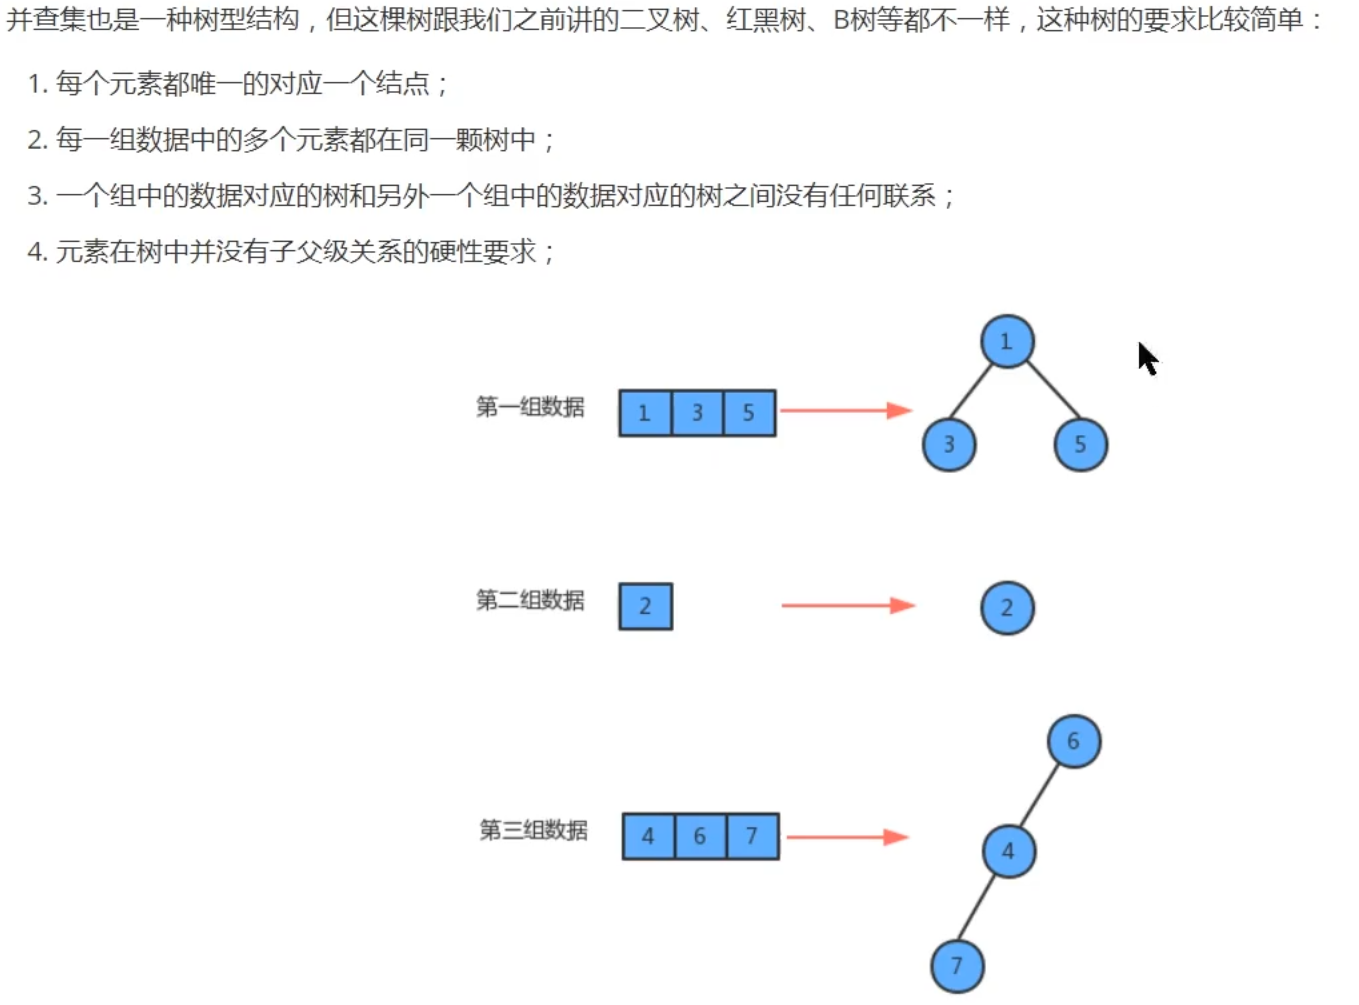 并查集也是一种树型结构，但这棵树跟我们之前讲的二叉树、红黑树、B树等都不一样，这种树的要求比较简单：
1. 每个元素都唯一的对应一个结点；
2. 每一组数据中的多个元素都在同一颗树中；
3. 一个组中的数据对应的树和另外一个组中的数据对应的树之间没有任何联系；
4. 元素在树中并没有子父级关系的硬性要求；
1
第一组数据 1 3 5
3 5
第二组数据 2 2
6
第三组数据 4 6 7
4
7